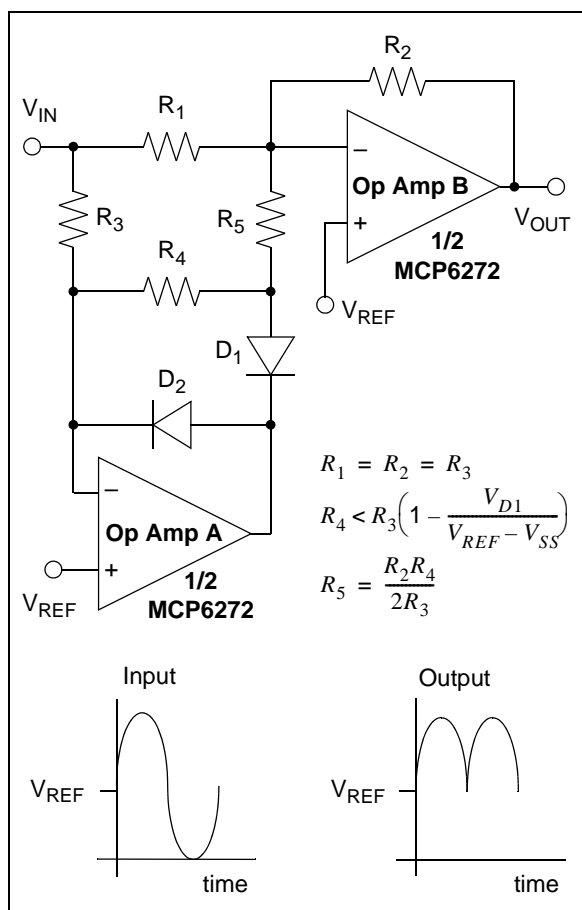 R2
VIN
R1
−
Op Amp B
+
VOUT
R3
R5
R4
1/2
MCP6272
VREF
D1
D2
−
Op Amp A
+
VREF
1/2
MCP6272
R1 = R2 = R3
R4 < R3(1 − VD1/(VREF − VSS))
R5 = R2R4/2R3
Input
Output
VREF
VREF
time
time